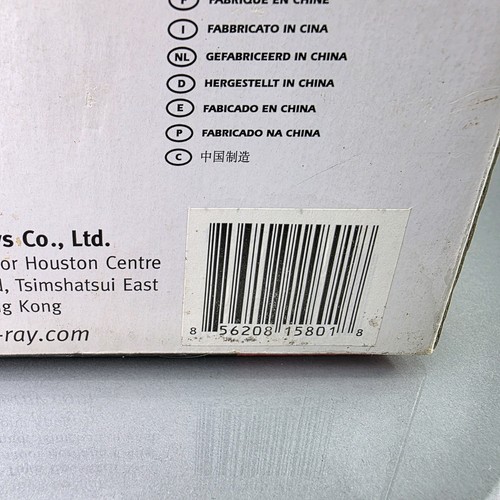 F FABRIQUÉ EN CHINE
I FABBRICATO IN CINA
NL GEFABRICEERD IN CHINA
D HERGESTELLT IN CHINA
E FABICADO EN CHINA
P FABRICADO NA CHINA
C 中国制造
ys Co., Ltd.
or Houston Centre
, Tsimshatsui East
g Kong
-ray.com
8 56208 15801 8